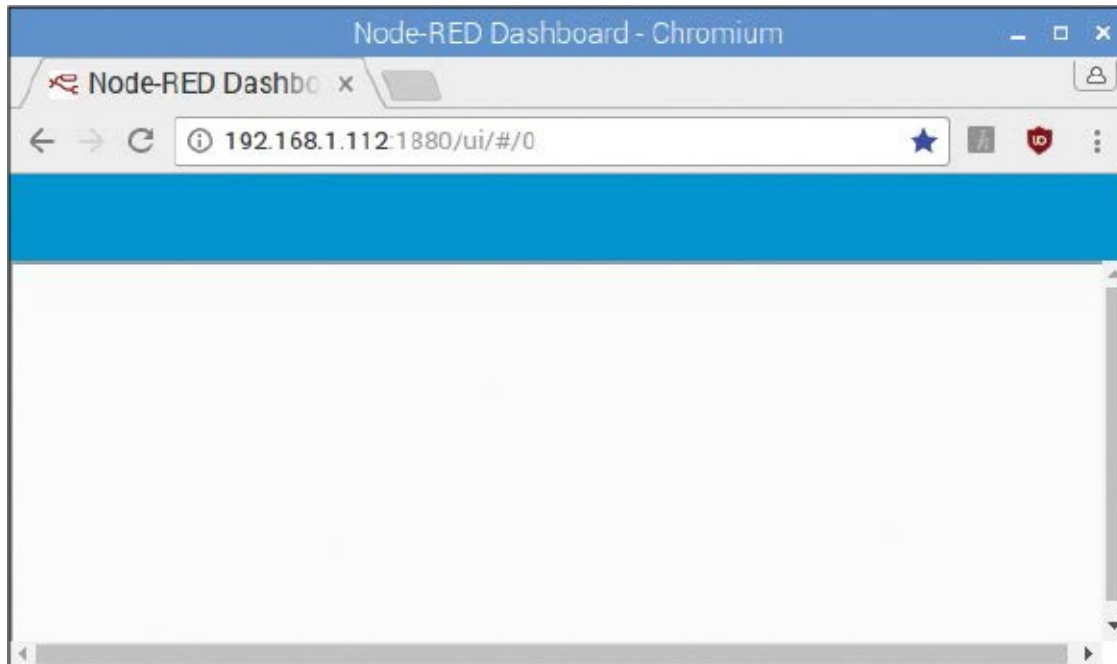 Node-RED Dashboard - Chromium
Node-RED Dashbo
192.168.1.112:1880/ui/#/0